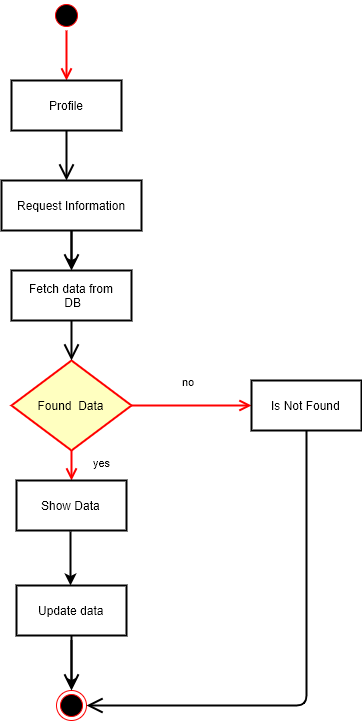 Profile
Request Information
Fetch data from
DB
Found Data
no
Is Not Found
yes
Show Data
Update data